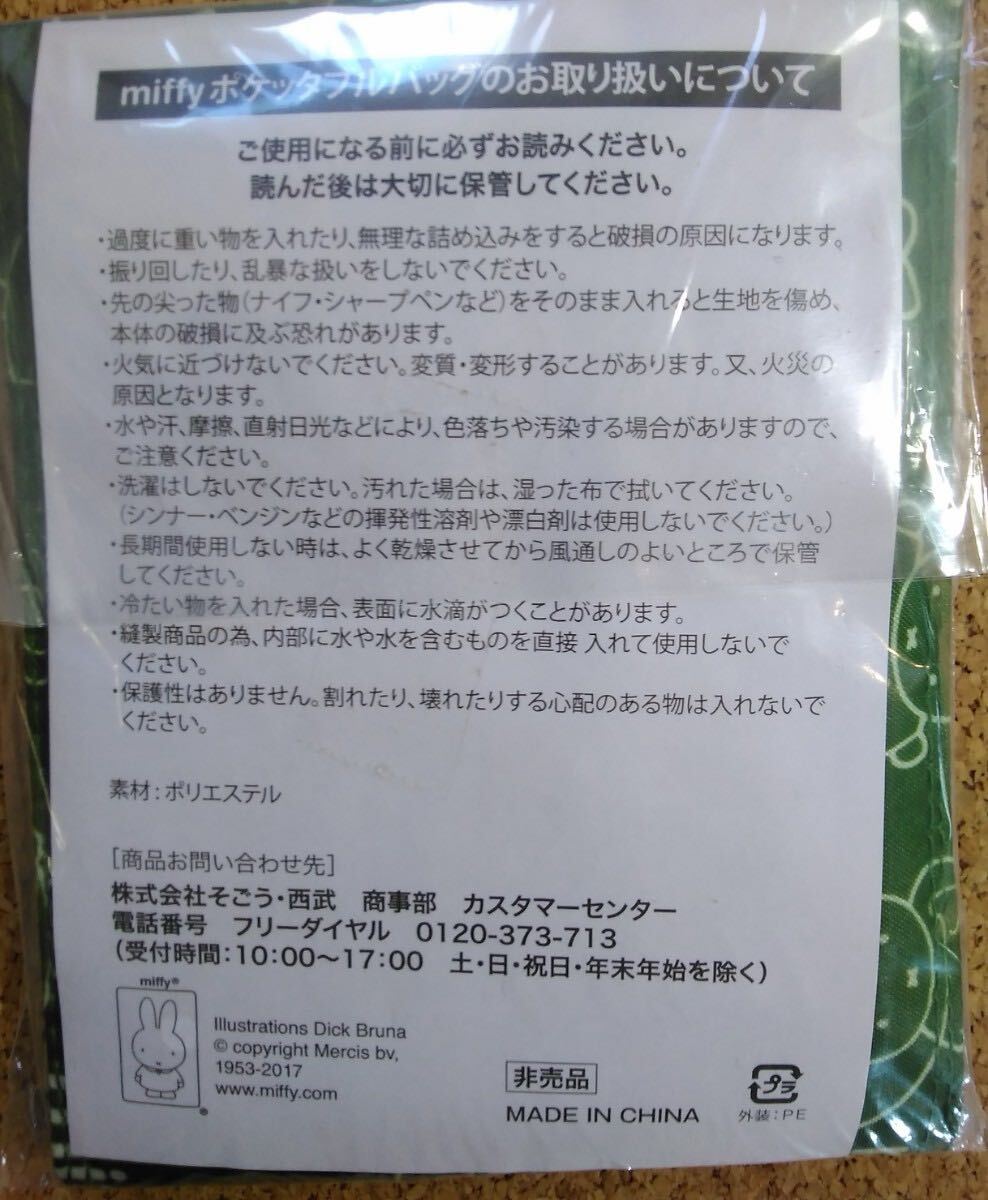 miffyポケッタブルバッグのお取り扱いについて
ご使用になる前に必ずお読みください。
読んだ後は大切に保管してください。
・過度に重い物を入れたり、無理な詰め込みをすると破損の原因になります。
・振り回したり、乱暴な扱いをしないでください。
・先の尖った物(ナイフ・シャープペンなど)をそのまま入れると生地を傷め、
本体の破損に及ぶ恐れがあります。
・火気に近づけないでください。変質・変形することがあります。又、火災の
原因となります。
・水や汗、摩擦、直射日光などにより、色落ちや汚染する場合がありますので、
ご注意ください。
・洗濯はしないでください。汚れた場合は、湿った布で拭いてください。
(シンナー・ベンジンなどの揮発性溶剤や漂白剤は使用しないでください。)
・長期間使用しない時は、よく乾燥させてから風通しのよいところで保管
してください。
・冷たい物を入れた場合、表面に水滴がつくことがあります。
・縫製商品の為、内部に水や水を含むものを直接 入れて使用しないで
ください。
・保護性はありません。割れたり、壊れたりする心配のある物は入れないで
ください。
素材:ポリエステル
[商品お問い合わせ先]
株式会社そごう・西武 商事部 カスタマーセンター
電話番号 フリーダイヤル 0120-373-713
(受付時間:10:00〜17:00 土・日・祝日・年末年始を除く)
miffy®
Illustrations Dick Bruna
© copyright Mercis bv,
1953-2017
www.miffy.com
®
非売品
MADE IN CHINA
プラ
外装:PE